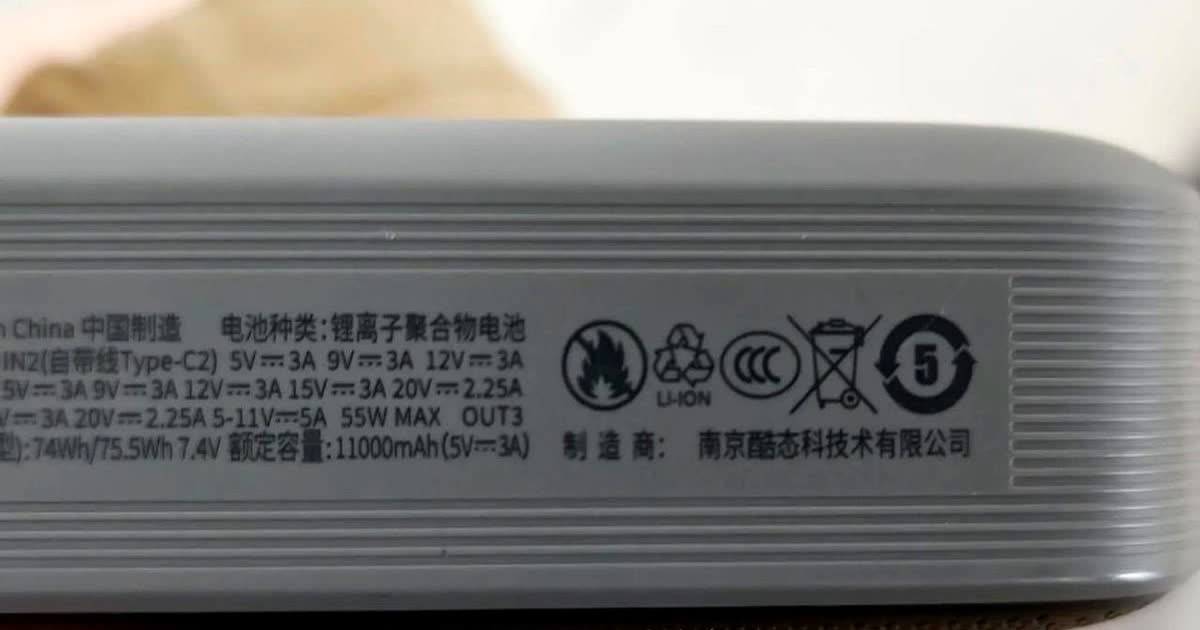 n China 中国制造 电池种类:锂离子聚合物电池
IN2(自带线Type-C2) 5V⎓3A 9V⎓3A 12V⎓3A
5V⎓3A 9V⎓3A 12V⎓3A 15V⎓3A 20V⎓2.25A
V⎓3A 20V⎓2.25A 5-11V⎓5A 55W MAX OUT3
型):74Wh/75.5Wh 7.4V 额定容量:11000mAh(5V⎓3A)
LI-ION
CCC
5
制造商: 南京酷态科技术有限公司